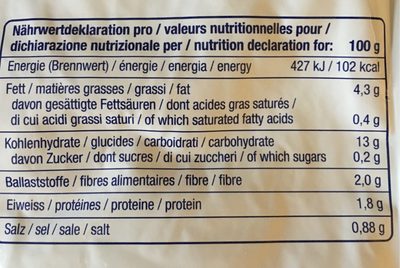 Nährwertdeklaration pro / valeurs nutritionnelles pour /
dichiarazione nutrizionale per / nutrition declaration for: 100 g
Energie (Brennwert) / énergie / energia / energy 427 kJ / 102 kcal
Fett / matières grasses / grassi / fat 4,3 g
davon gesättigte Fettsäuren / dont acides gras saturés /
di cui acidi grassi saturi / of which saturated fatty acids 0,4 g
Kohlenhydrate / glucides / carboidrati / carbohydrate 13 g
davon Zucker / dont sucres / di cui zuccheri / of which sugars 0,2 g
Ballaststoffe / fibres alimentaires / fibre / fibre 2,0 g
Eiweiss / protéines / proteine / protein 1,8 g
Salz / sel / sale / salt 0,88 g